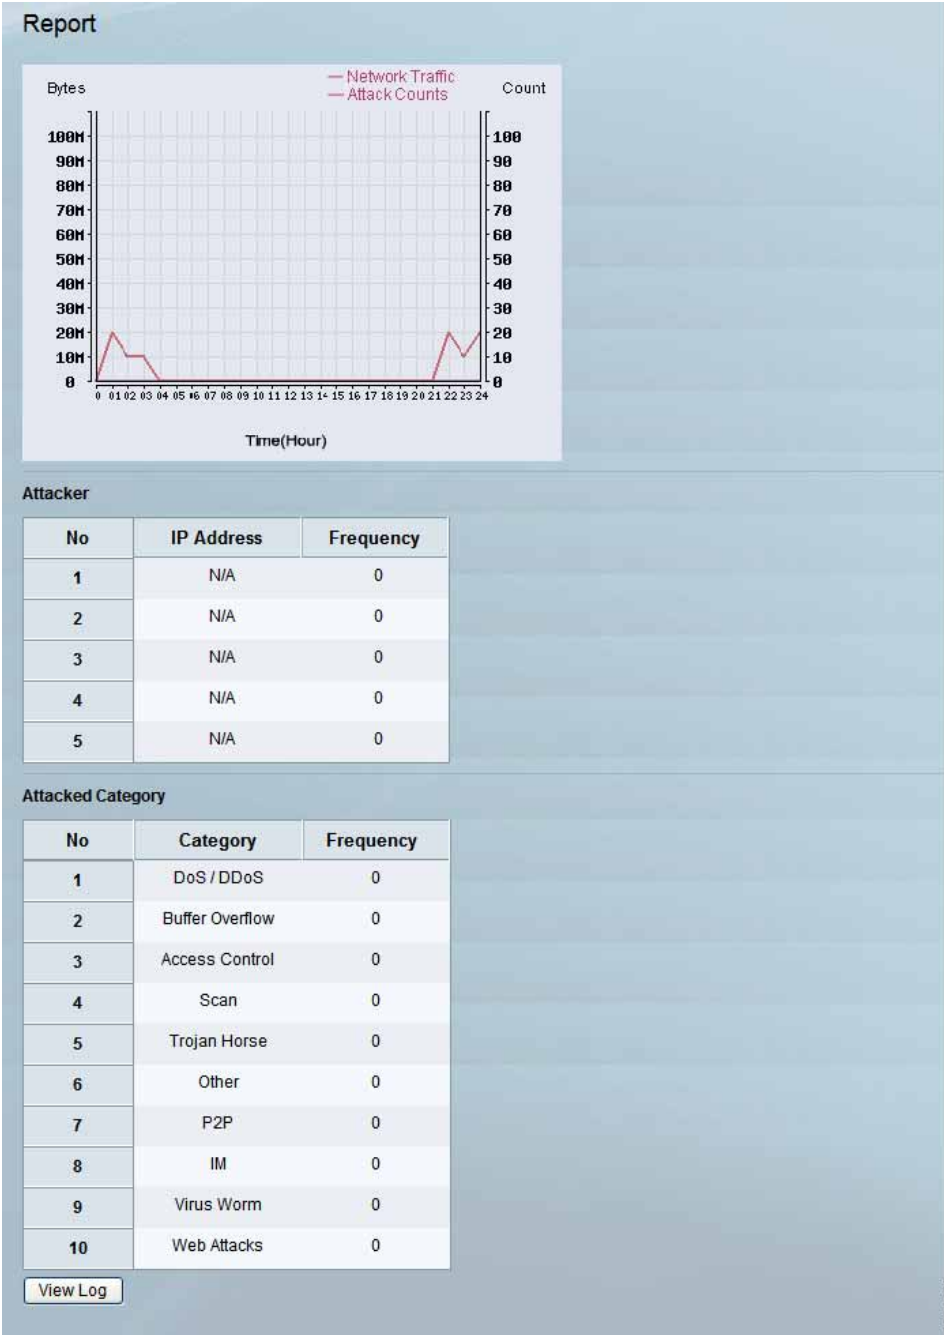 Report
Bytes
Network Traffic
Attack Counts
Count
100M
90M
80M
70M
60M
50M
40M
30M
20M
10M
0
100
90
80
70
60
50
40
30
20
10
0
0 01 02 03 04 05 06 07 08 09 10 11 12 13 14 15 16 17 18 19 20 21 22 23 24
Time(Hour)
Attacker
No IP Address Frequency
1 N/A 0
2 N/A 0
3 N/A 0
4 N/A 0
5 N/A 0
Attacked Category
No Category Frequency
1 DoS / DDoS 0
2 Buffer Overflow 0
3 Access Control 0
4 Scan 0
5 Trojan Horse 0
6 Other 0
7 P2P 0
8 IM 0
9 Virus Worm 0
10 Web Attacks 0
View Log